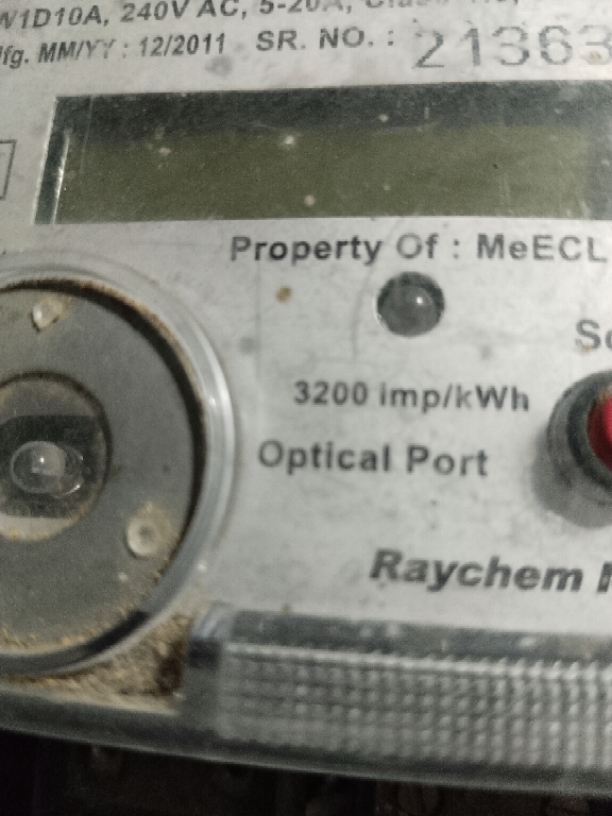 W1D10A, 240V AC, 5-20A,
Mfg. MM/YY : 12/2011 SR. NO. : 21363
Property Of : MeECL
3200 imp/kWh
Optical Port
Raychem